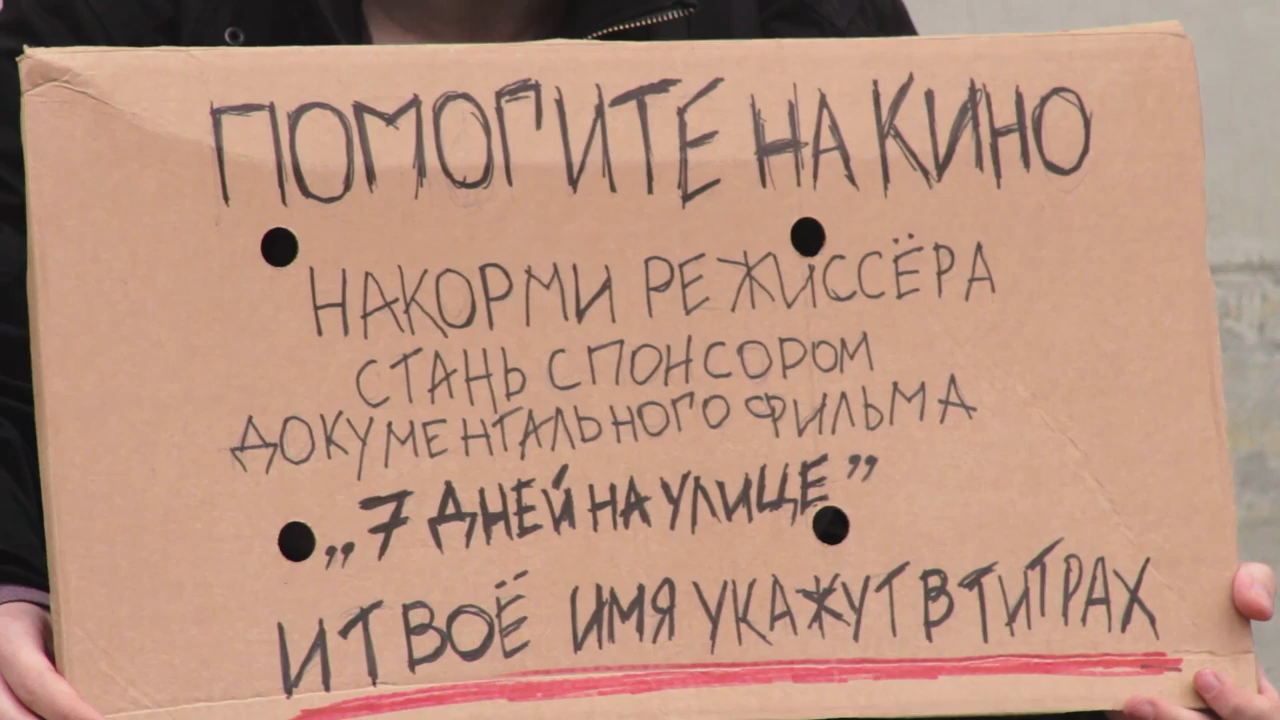 ПОМОГИТЕ НА КИНО
НАКОРМИ РЕЖИССЁРА
СТАНЬ СПОНСОРОМ
ДОКУМЕНТАЛЬНОГО ФИЛЬМА
„7 ДНЕЙ НА УЛИЦЕ”
И ТВОЁ ИМЯ УКАЖУТ В ТИТРАХ